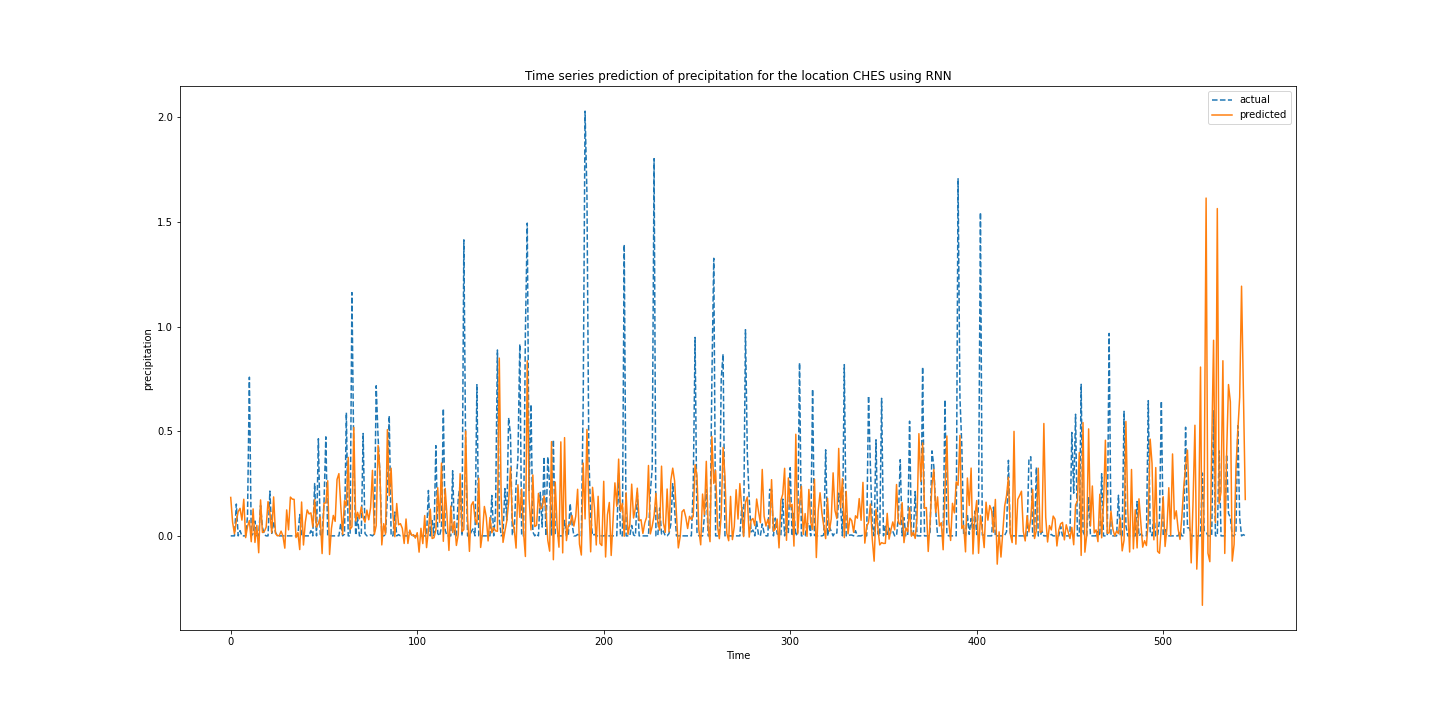 Time series prediction of precipitation for the location CHES using RNN
actual
predicted
2.0
1.5
1.0
0.5
0.0
precipitation
0
100
200
300
400
500
Time